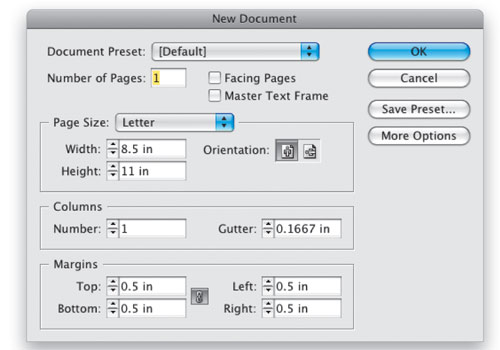 New Document
Document Preset: [Default] OK
Number of Pages: 1 Facing Pages Cancel
Master Text Frame
Save Preset...
Page Size: Letter
More Options
Width: 8.5 in Orientation:
Height: 11 in
Columns
Number: 1 Gutter: 0.1667 in
Margins
Top: 0.5 in Left: 0.5 in
Bottom: 0.5 in Right: 0.5 in